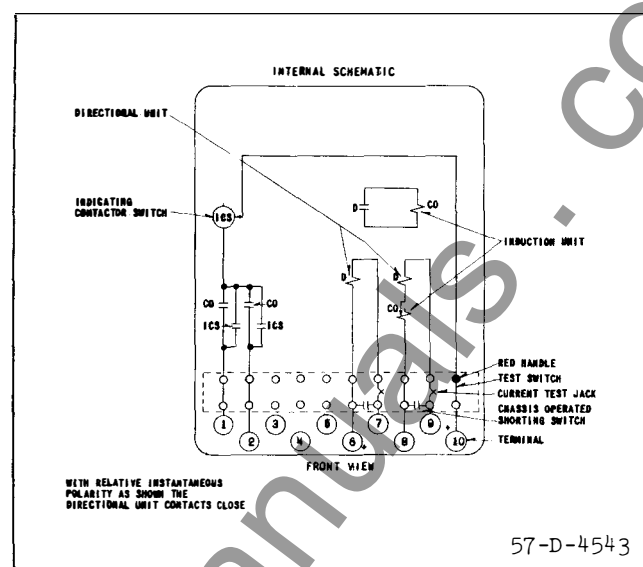 INTERNAL SCHEMATIC
DIRECTIONAL UNIT
INDICATING
CONTACTOR SWITCH
ICS
D
CO
INDUCTION UNIT
D
D
CO
CO
CO
ICS
ICS
RED HANDLE
TEST SWITCH
CURRENT TEST JACK
CHASSIS OPERATED
SHORTING SWITCH
TERMINAL
1
2
3
4
5
6
+
7
8
9
+
10
FRONT VIEW
WITH RELATIVE INSTANTANEOUS
POLARITY AS SHOWN THE
DIRECTIONAL UNIT CONTACTS CLOSE
57-D-4543